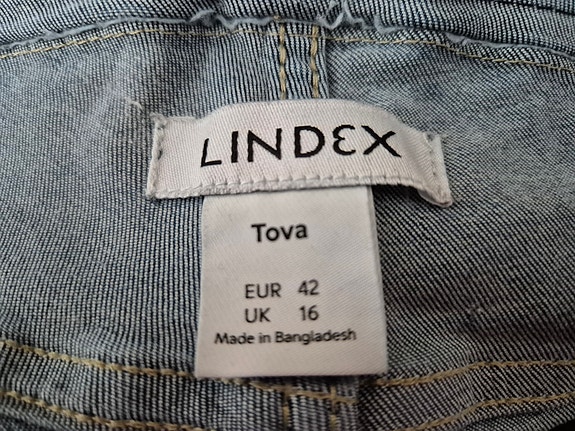 LINDEX
Tova
EUR 42
UK 16
Made in Bangladesh